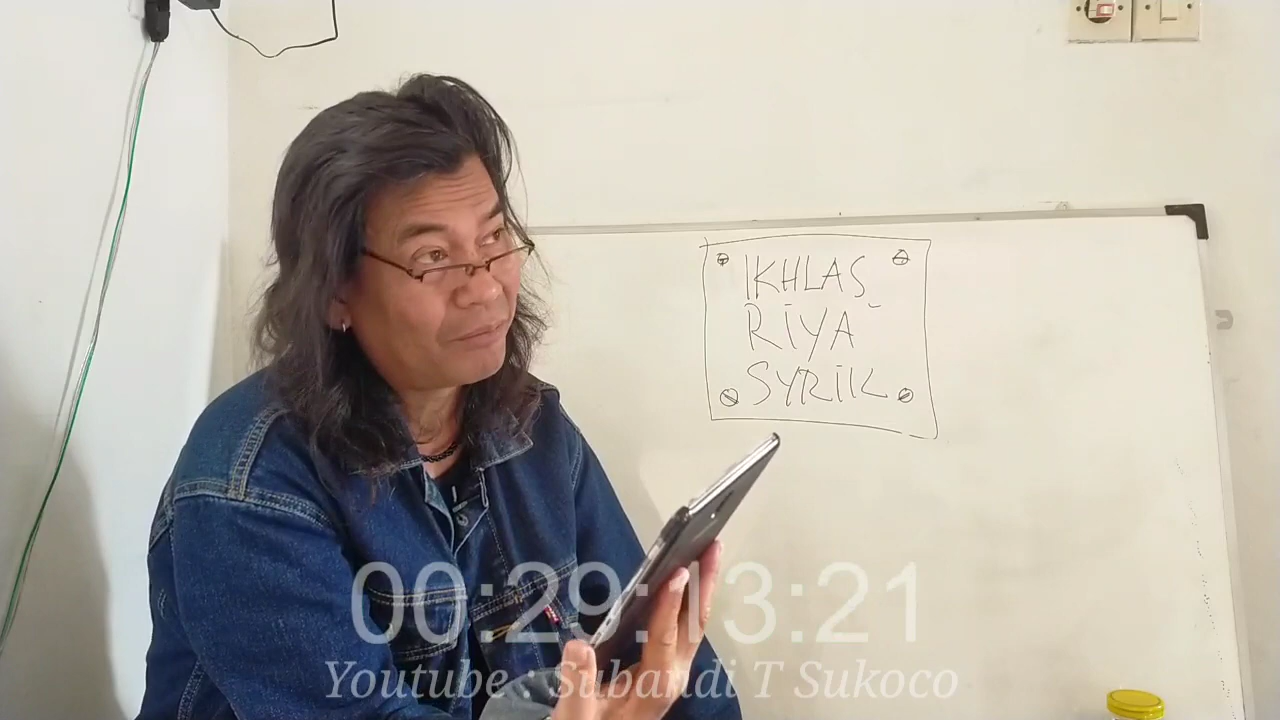 IKHLAS
RIYA
SYRIK
00:29:13:21
Youtube : Subandi T Sukoco